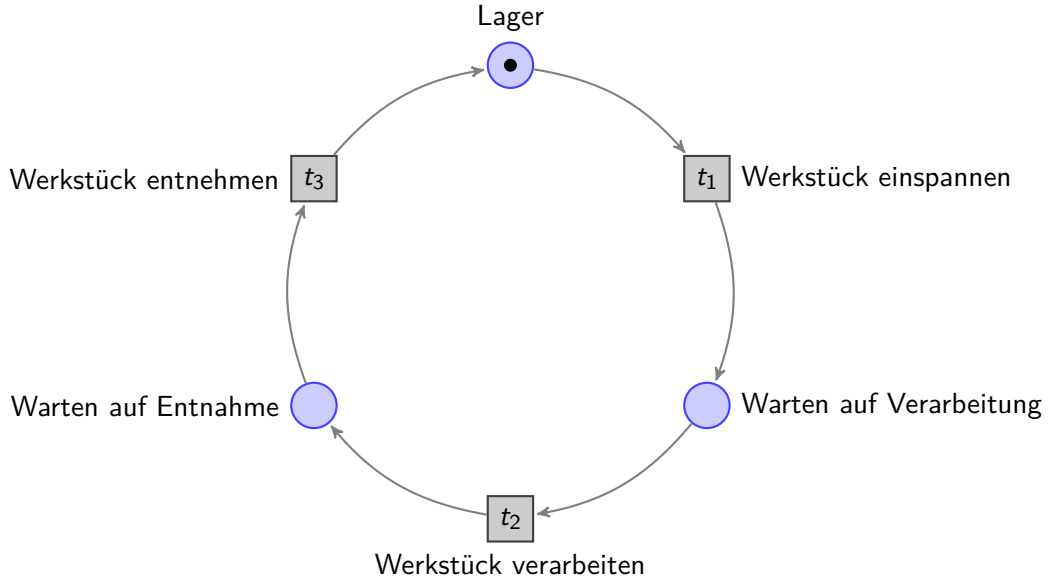 Lager
Werkstück entnehmen
t3
t1
Werkstück einspannen
Warten auf Entnahme
Warten auf Verarbeitung
t2
Werkstück verarbeiten